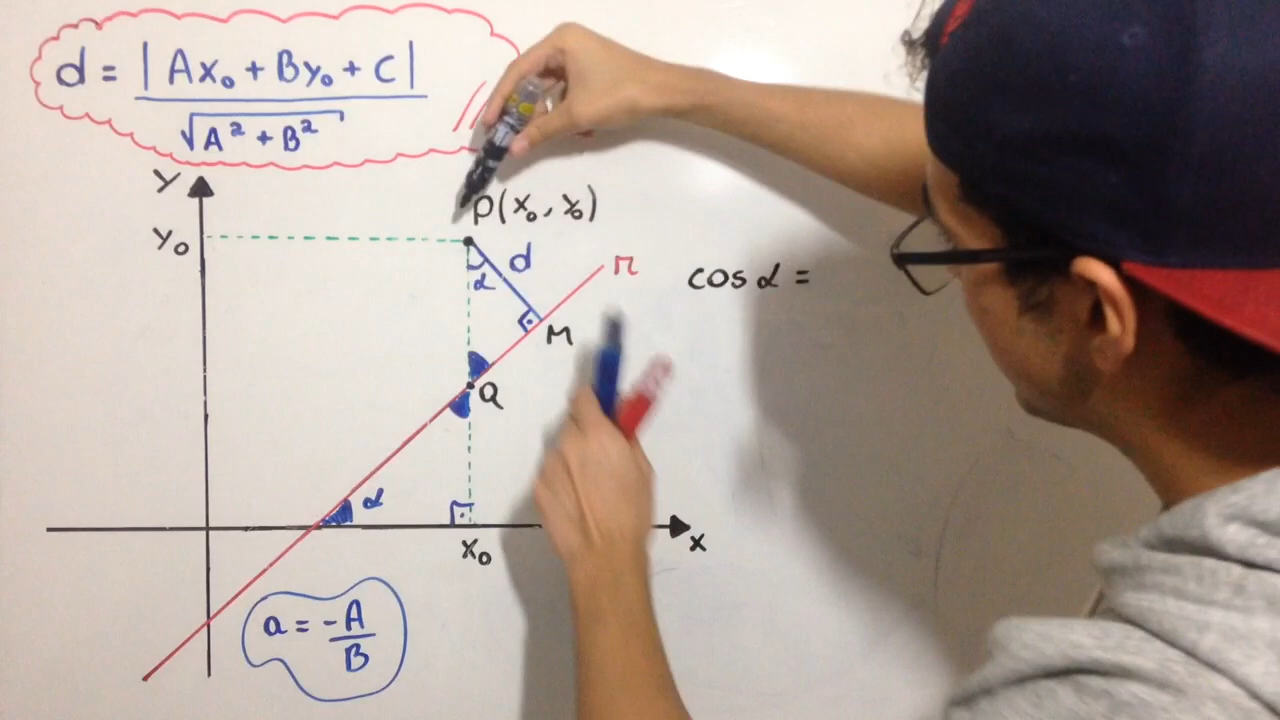 d = |Ax₀ + By₀ + C|
√A² + B²
Y
P(x₀, y₀)
Y₀
d
α
r
cos α =
M
Q
α
x₀
x
a = -A
B